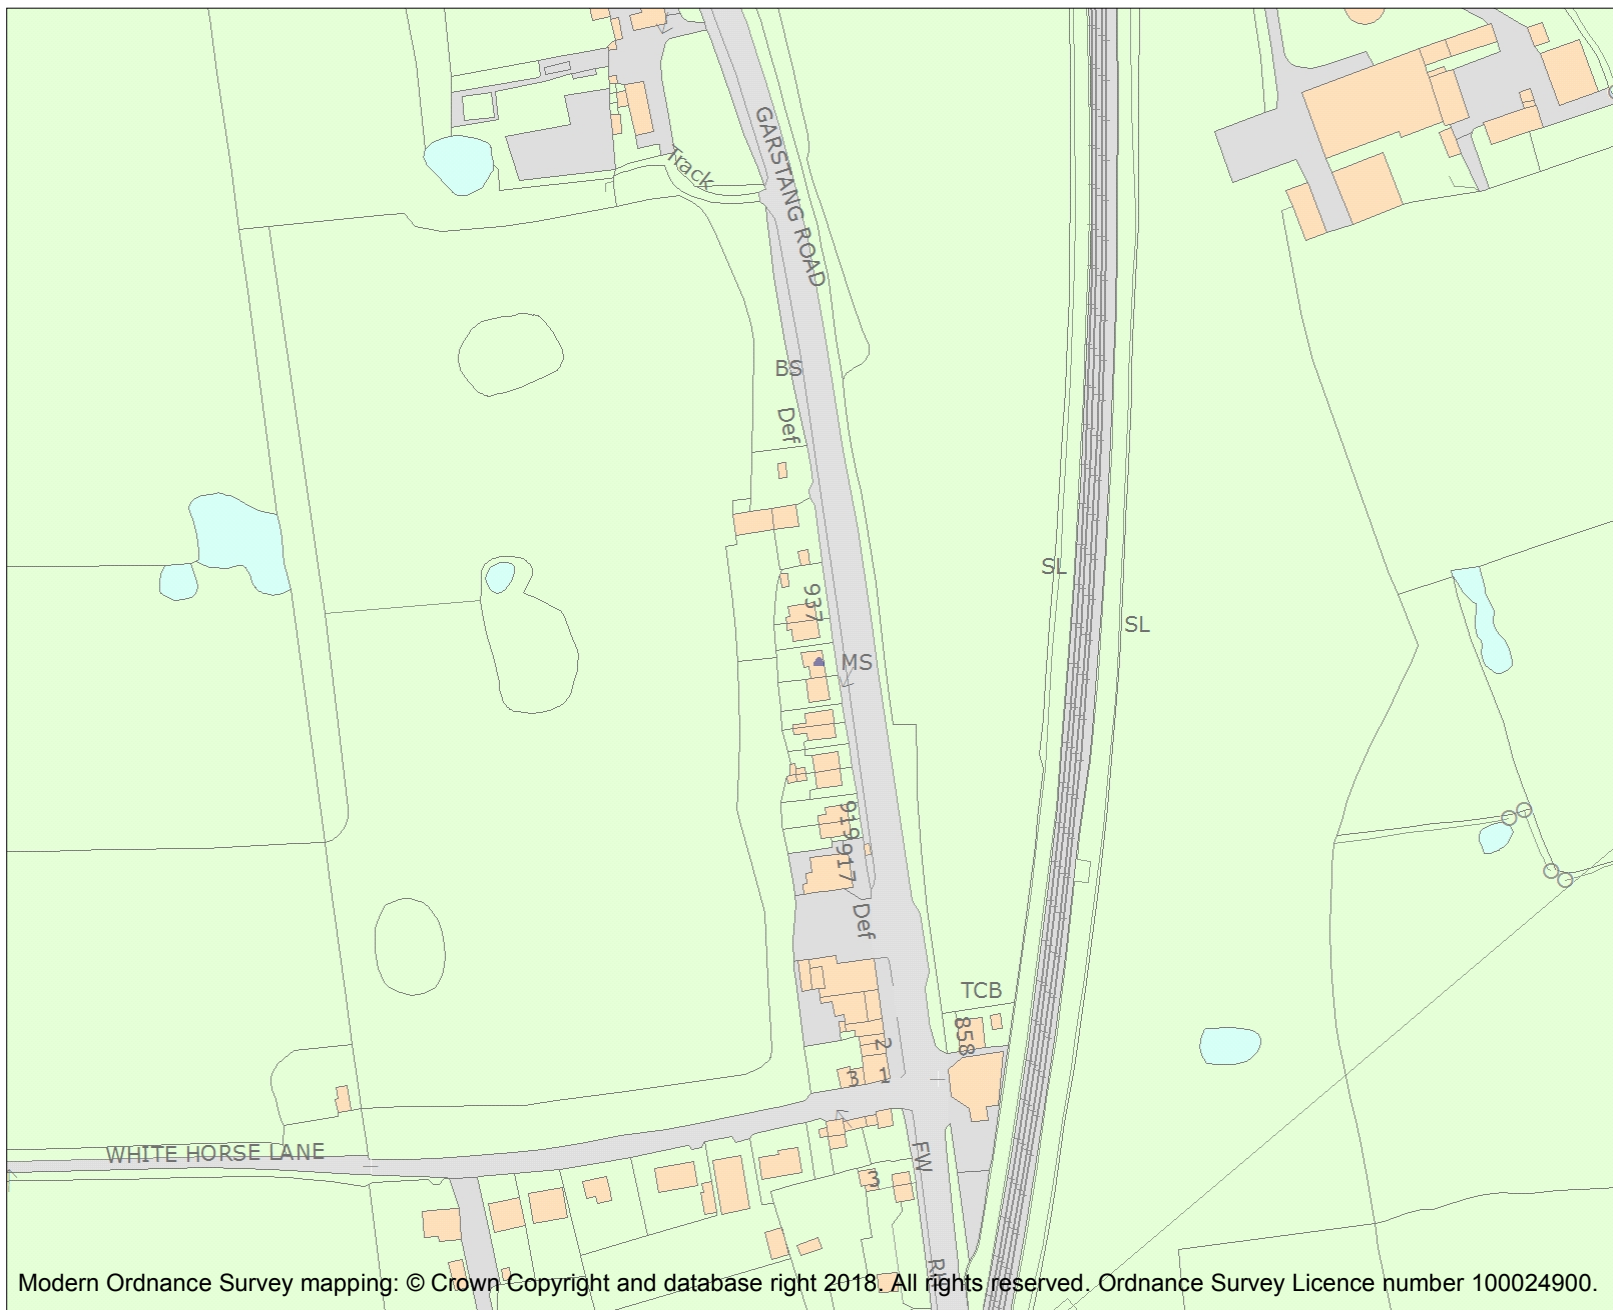 Track
GARSTANG ROAD
BS
Def
SL
937
SL
MS
919
917
Def
TCB
858
2
3
1
WHITE HORSE LANE
FW
3
Modern Ordnance Survey mapping: © Crown Copyright and database right 2018. All rights reserved. Ordnance Survey Licence number 100024900.